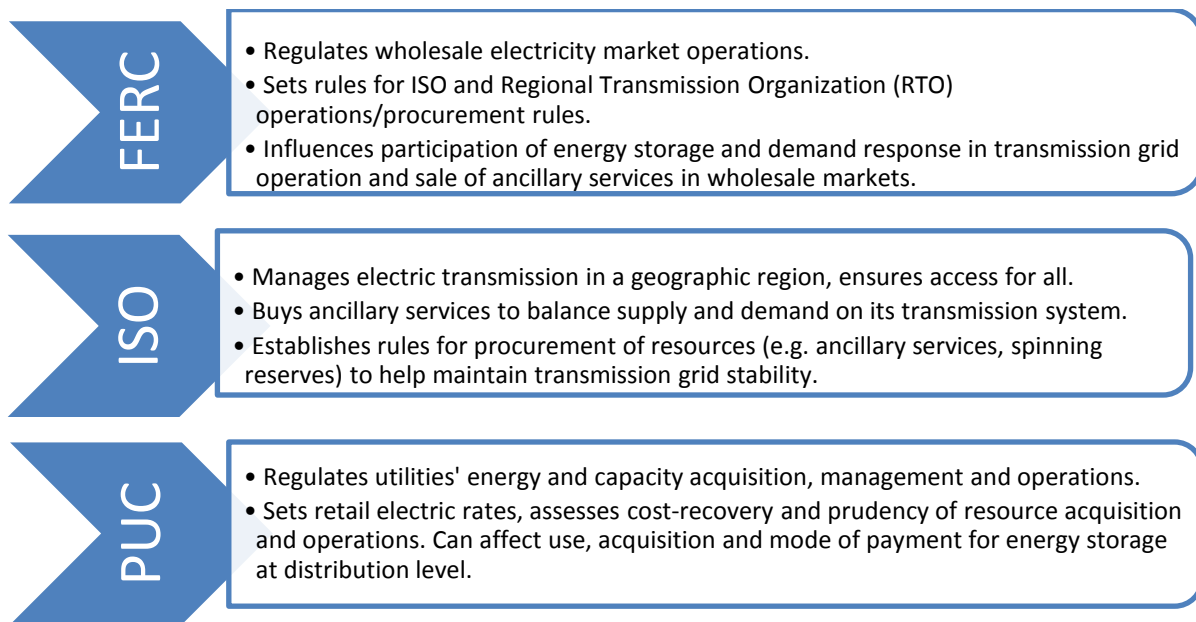 FERC
• Regulates wholesale electricity market operations.
• Sets rules for ISO and Regional Transmission Organization (RTO)
operations/procurement rules.
• Influences participation of energy storage and demand response in transmission grid
operation and sale of ancillary services in wholesale markets.
ISO
• Manages electric transmission in a geographic region, ensures access for all.
• Buys ancillary services to balance supply and demand on its transmission system.
• Establishes rules for procurement of resources (e.g. ancillary services, spinning
reserves) to help maintain transmission grid stability.
PUC
• Regulates utilities' energy and capacity acquisition, management and operations.
• Sets retail electric rates, assesses cost-recovery and prudency of resource acquisition
and operations. Can affect use, acquisition and mode of payment for energy storage
at distribution level.